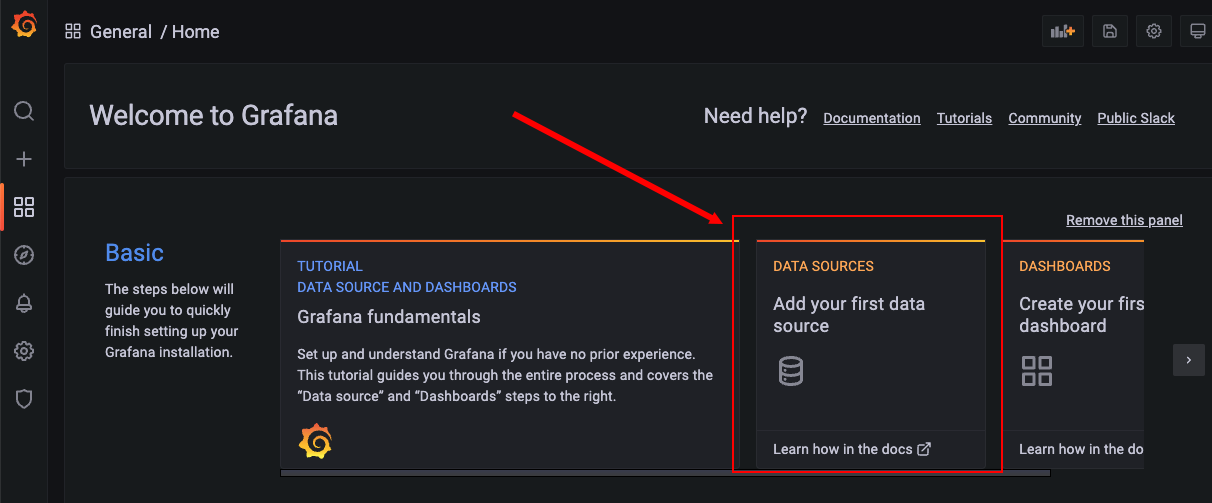 General / Home
Welcome to Grafana
Need help? Documentation Tutorials Community Public Slack
Remove this panel
Basic
The steps below will
guide you to quickly
finish setting up your
Grafana installation.
TUTORIAL
DATA SOURCE AND DASHBOARDS
Grafana fundamentals
Set up and understand Grafana if you have no prior experience.
This tutorial guides you through the entire process and covers the
“Data source” and “Dashboards” steps to the right.
DATA SOURCES
Add your first data
source
Learn how in the docs
DASHBOARDS
Create your firs
dashboard
Learn how in the do